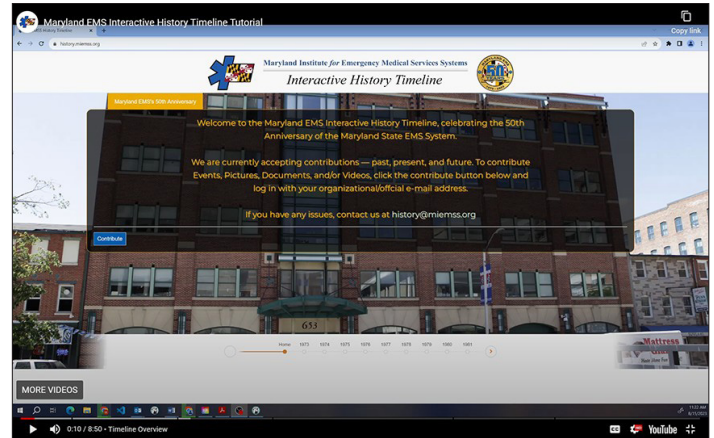 Maryland EMS Interactive History Timeline Tutorial
Copy link
history.miemss.org
Maryland Institute for Emergency Medical Services Systems
Interactive History Timeline
50
Maryland EMS's 50th Anniversary
Welcome to the Maryland EMS Interactive History Timeline, celebrating the 50th
Anniversary of the Maryland State EMS System.
We are currently accepting contributions — past, present, and future. To contribute
Events, Pictures, Documents, and/or Videos, click the contribute button below and
log in with your organizational/offcial e-mail address.
If you have any issues, contact us at history@miemss.org
Contribute
653
Home 1973 1974 1975 1976 1977 1978 1979 1980 1981
Mattress
MORE VIDEOS
11:22 AM
0:10 / 8:50 • Timeline Overview
CC
YouTube